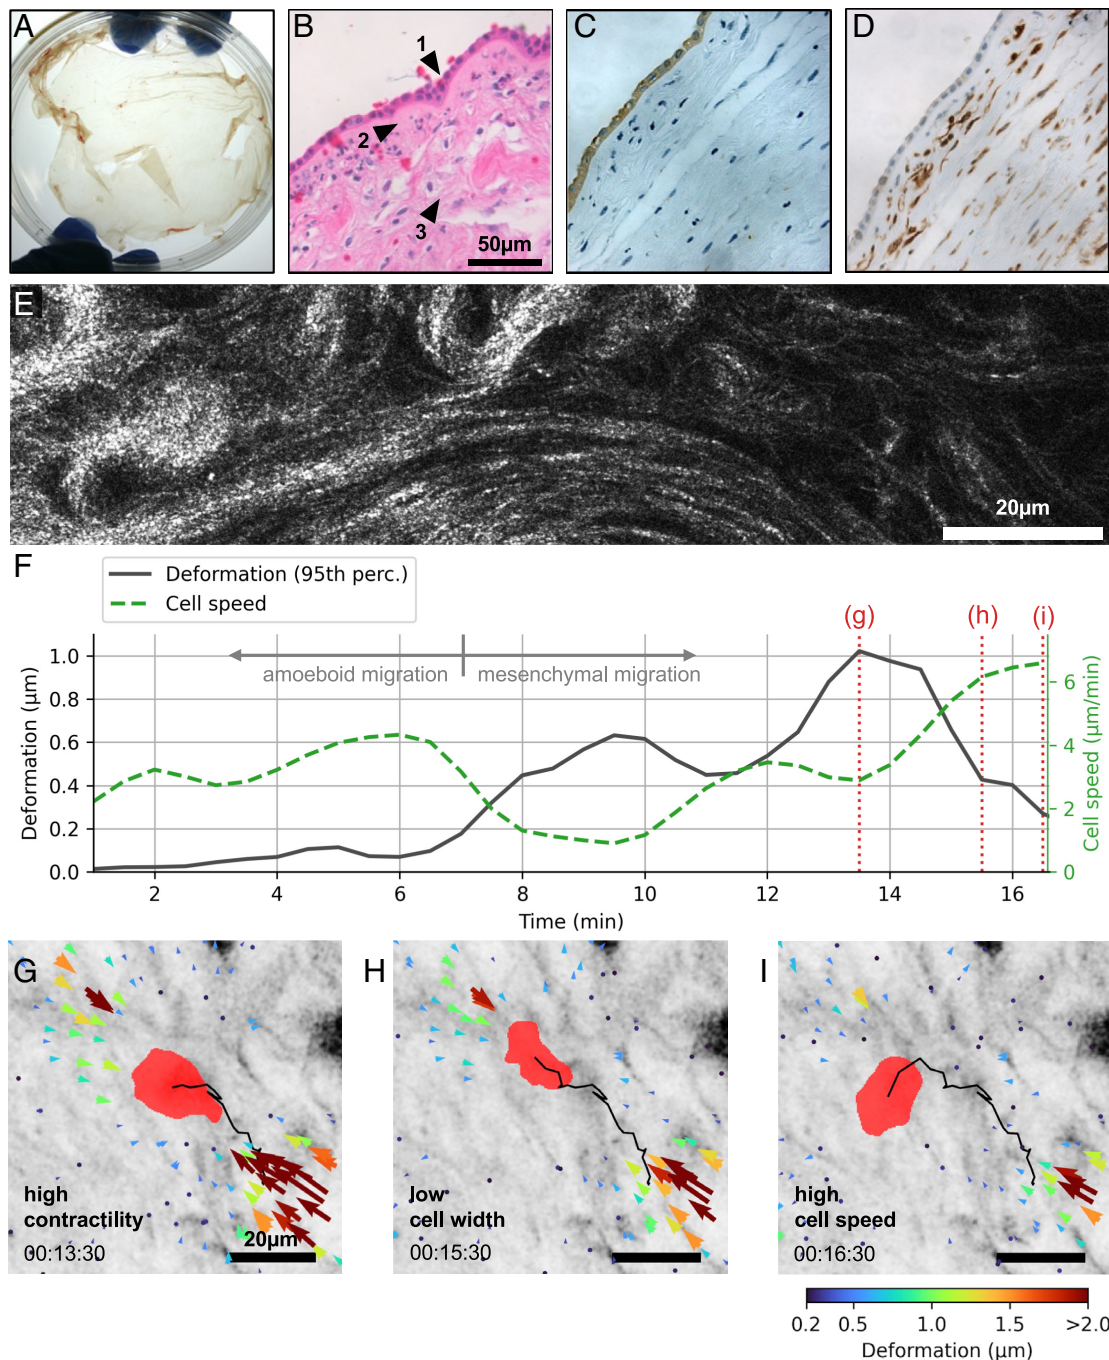 A
B
C
D
1
2
3
50µm
E
20µm
F
Deformation (95th perc.)
Cell speed
(g)
(h)
(i)
amoeboid migration
mesenchymal migration
Deformation (µm)
1.0
0.8
0.6
0.4
0.2
0.0
6
4
2
0
Cell speed (µm/min)
2
4
6
8
10
12
14
16
Time (min)
G
high
contractility
00:13:30
20µm
H
low
cell width
00:15:30
I
high
cell speed
00:16:30
0.2
0.5
1.0
1.5
>2.0
Deformation (µm)